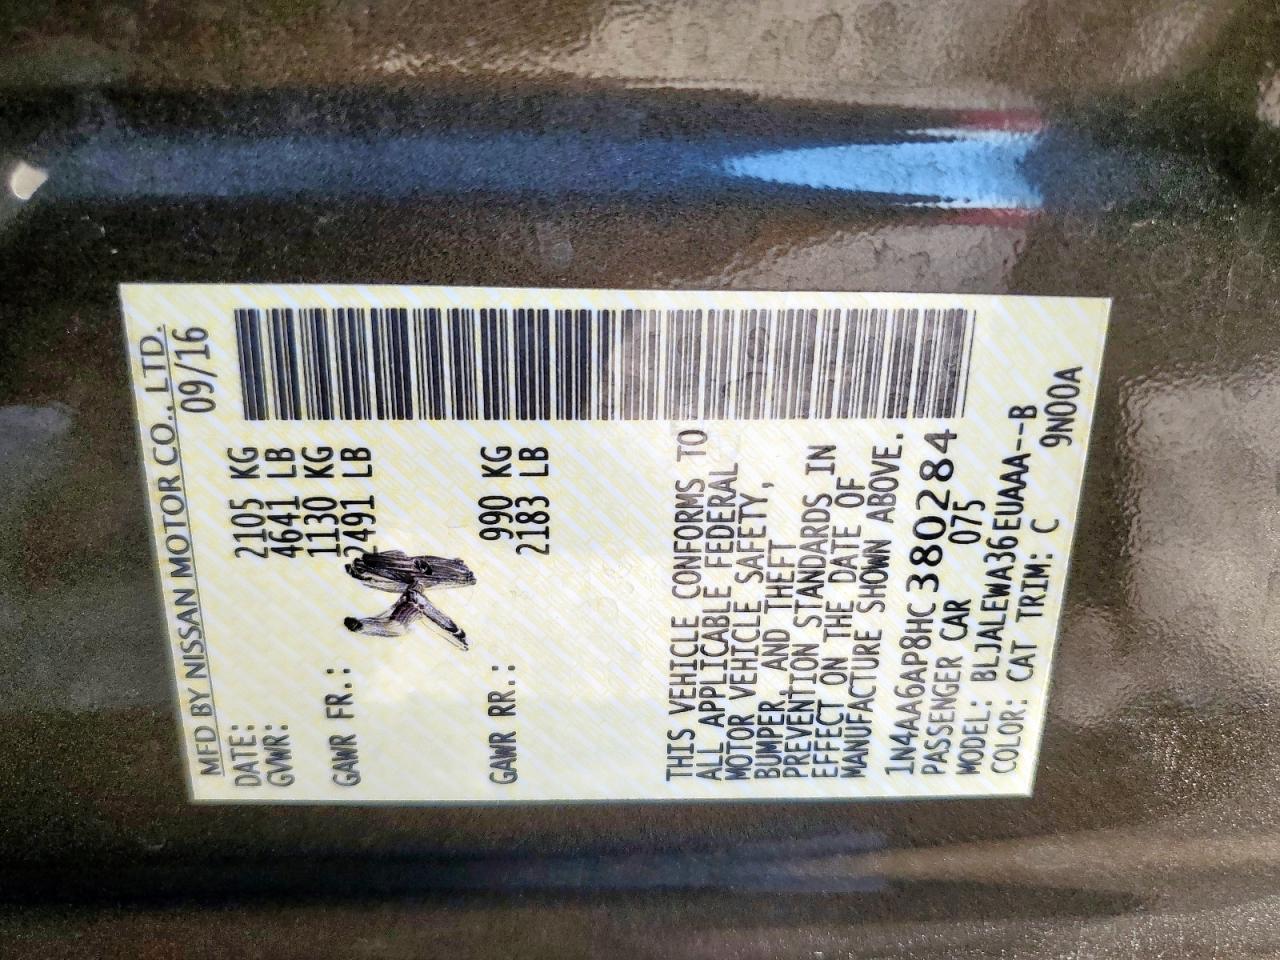 MFD BY NISSAN MOTOR CO., LTD.
DATE: 09/16
GVWR: 2105 KG
4641 LB
GAWR FR.: 1130 KG
2491 LB
GAWR RR.: 990 KG
2183 LB
THIS VEHICLE CONFORMS TO
ALL APPLICABLE FEDERAL
MOTOR VEHICLE SAFETY,
BUMPER AND THEFT
PREVENTION STANDARDS IN
EFFECT ON THE DATE OF
MANUFACTURE SHOWN ABOVE.
1N4AA6AP8HC380284
PASSENGER CAR 075
MODEL: BLJALEWA36EUAAA--B
COLOR: CAT TRIM: C 9N00A